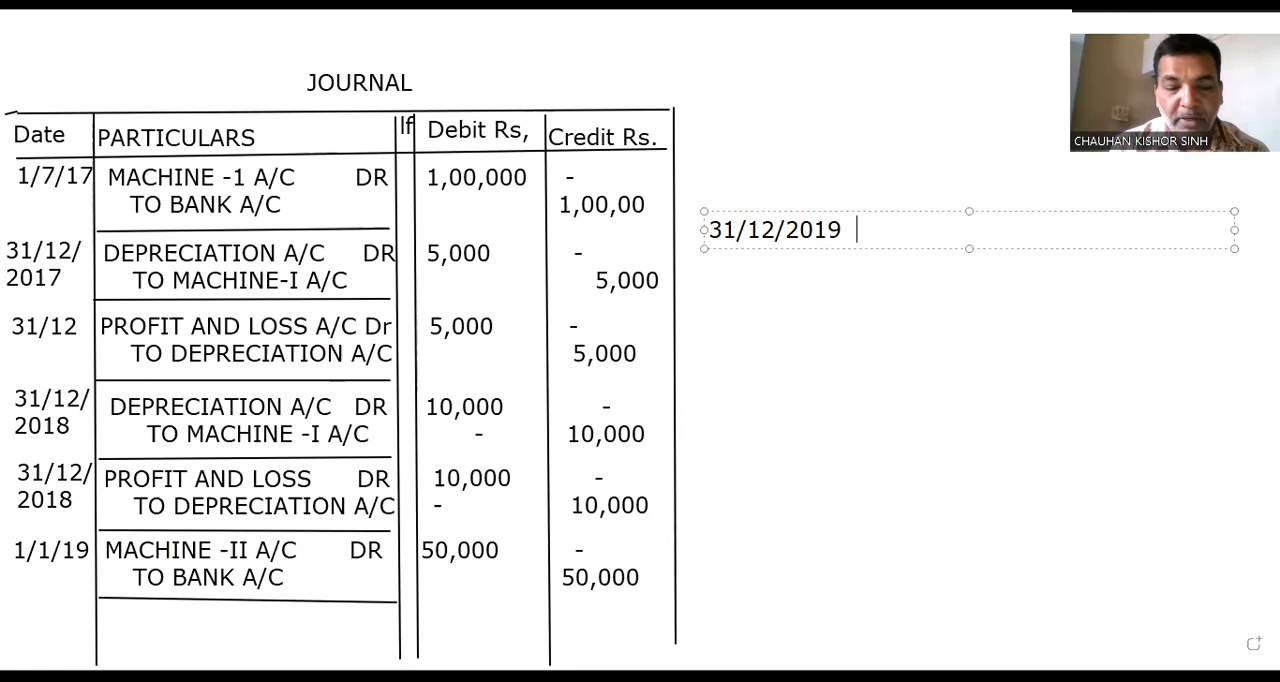 JOURNAL
Date PARTICULARS lf Debit Rs, Credit Rs.
1/7/17 MACHINE -1 A/C DR 1,00,000 -
TO BANK A/C 1,00,00
31/12/ DEPRECIATION A/C DR 5,000 -
2017 TO MACHINE-I A/C 5,000
31/12 PROFIT AND LOSS A/C Dr 5,000 -
TO DEPRECIATION A/C 5,000
31/12/ DEPRECIATION A/C DR 10,000 -
2018 TO MACHINE -I A/C - 10,000
31/12/ PROFIT AND LOSS DR 10,000 -
2018 TO DEPRECIATION A/C - 10,000
1/1/19 MACHINE -II A/C DR 50,000 -
TO BANK A/C 50,000
CHAUHAN KISHOR SINH
31/12/2019